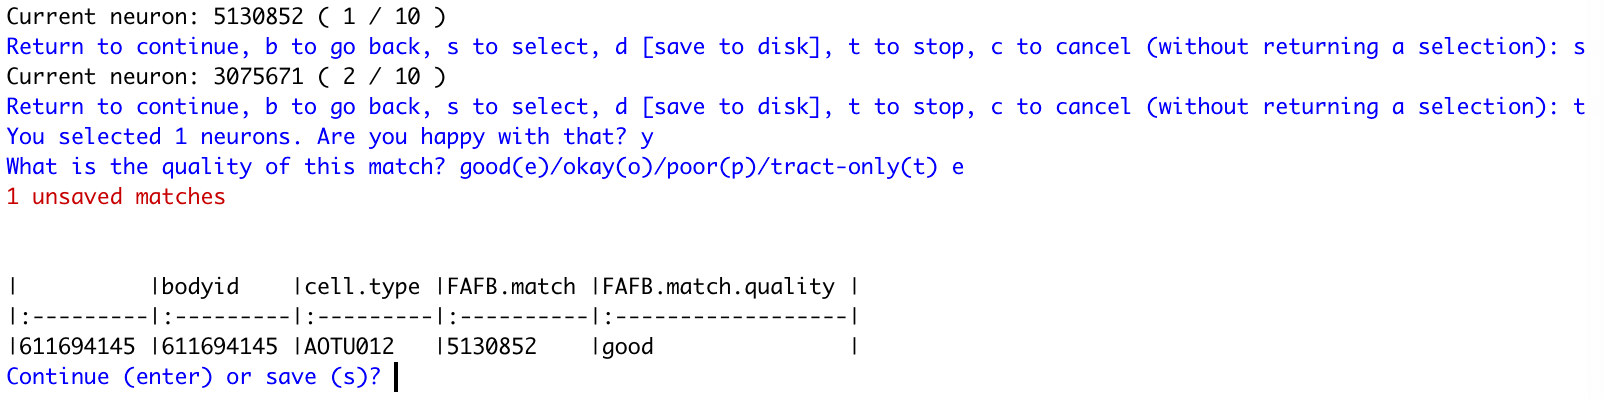 Current neuron: 5130852 ( 1 / 10 )
Return to continue, b to go back, s to select, d [save to disk], t to stop, c to cancel (without returning a selection): s
Current neuron: 3075671 ( 2 / 10 )
Return to continue, b to go back, s to select, d [save to disk], t to stop, c to cancel (without returning a selection): t
You selected 1 neurons. Are you happy with that? y
What is the quality of this match? good(e)/okay(o)/poor(p)/tract-only(t) e
1 unsaved matches
|         |bodyid    |cell.type |FAFB.match |FAFB.match.quality |
|:---------|:---------|:---------|:----------|:------------------|
|611694145 |611694145 |AOTU012   |5130852    |good               |
Continue (enter) or save (s)?